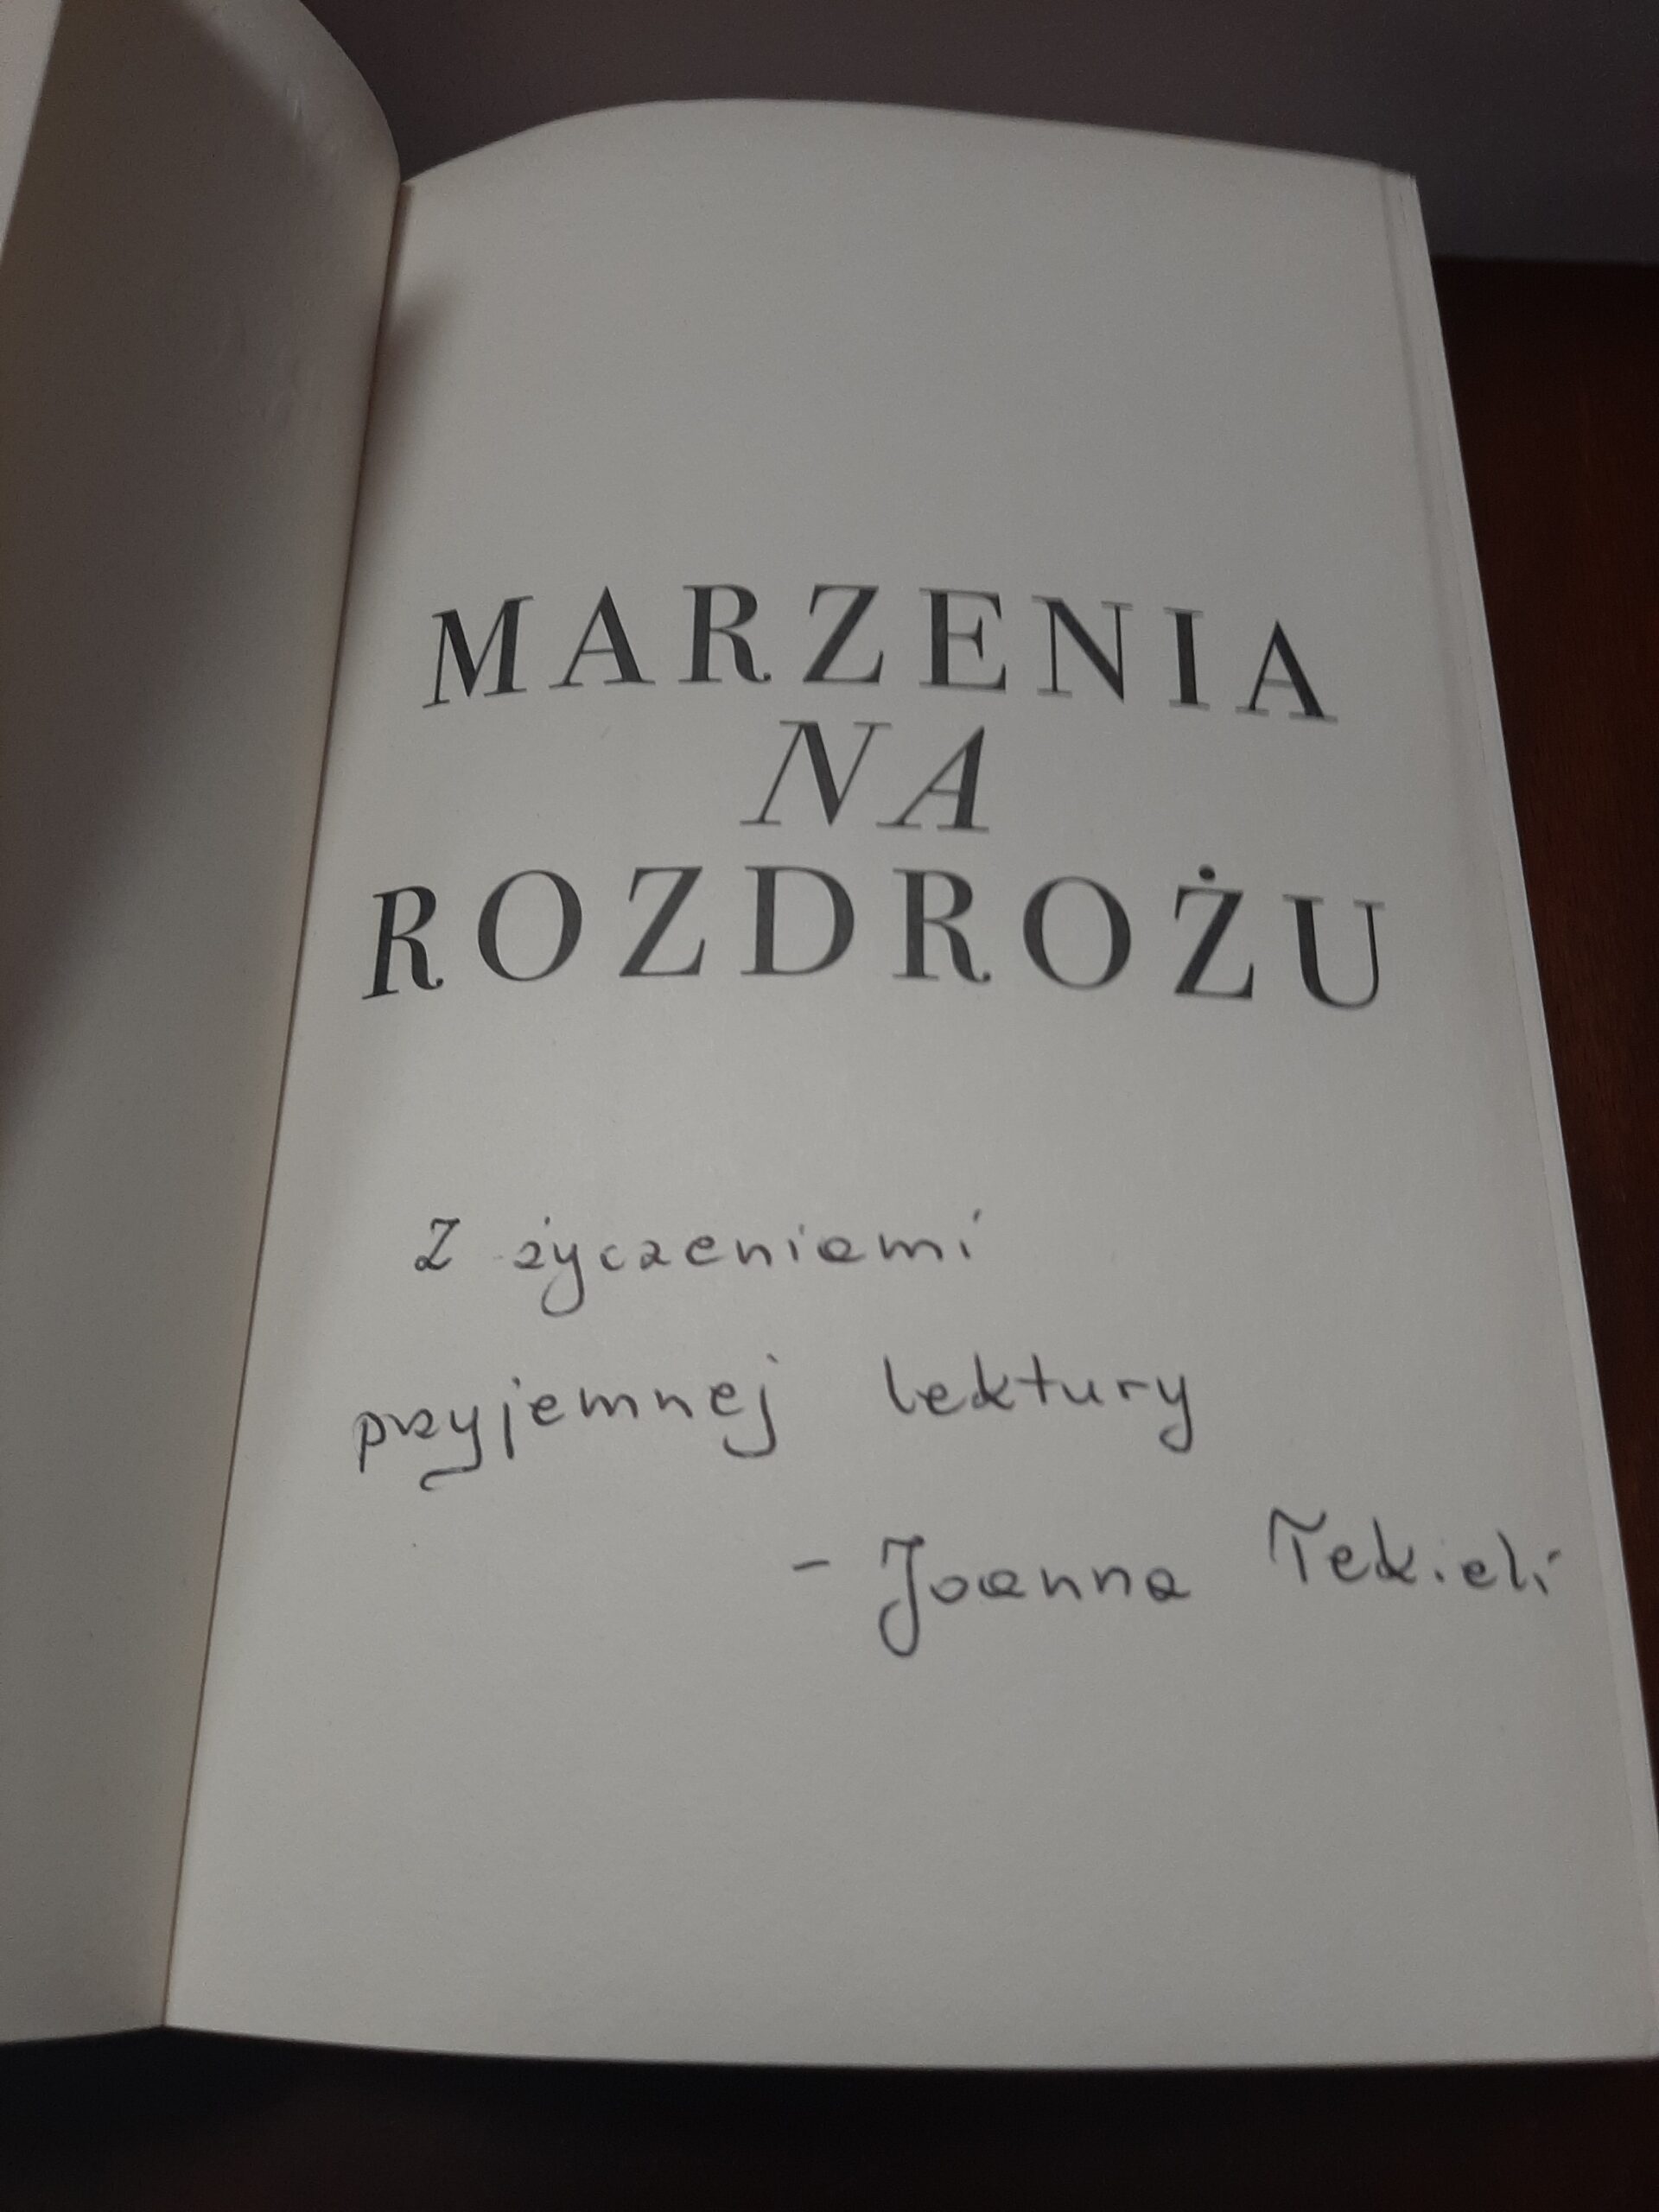 MARZENIA
NA
ROZDROŻU
Z życzeniami
przyjemnej lektury
- Joanna Tekieli